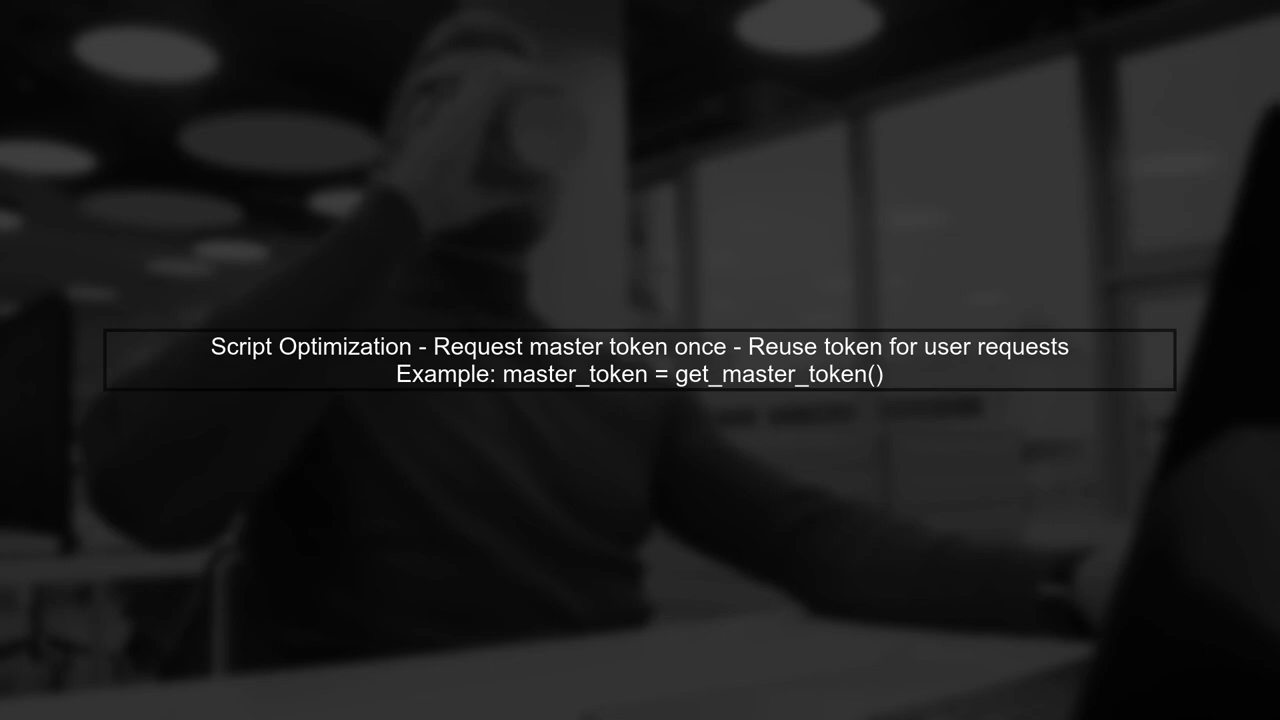 Script Optimization - Request master token once - Reuse token for user requests
Example: master_token = get_master_token()